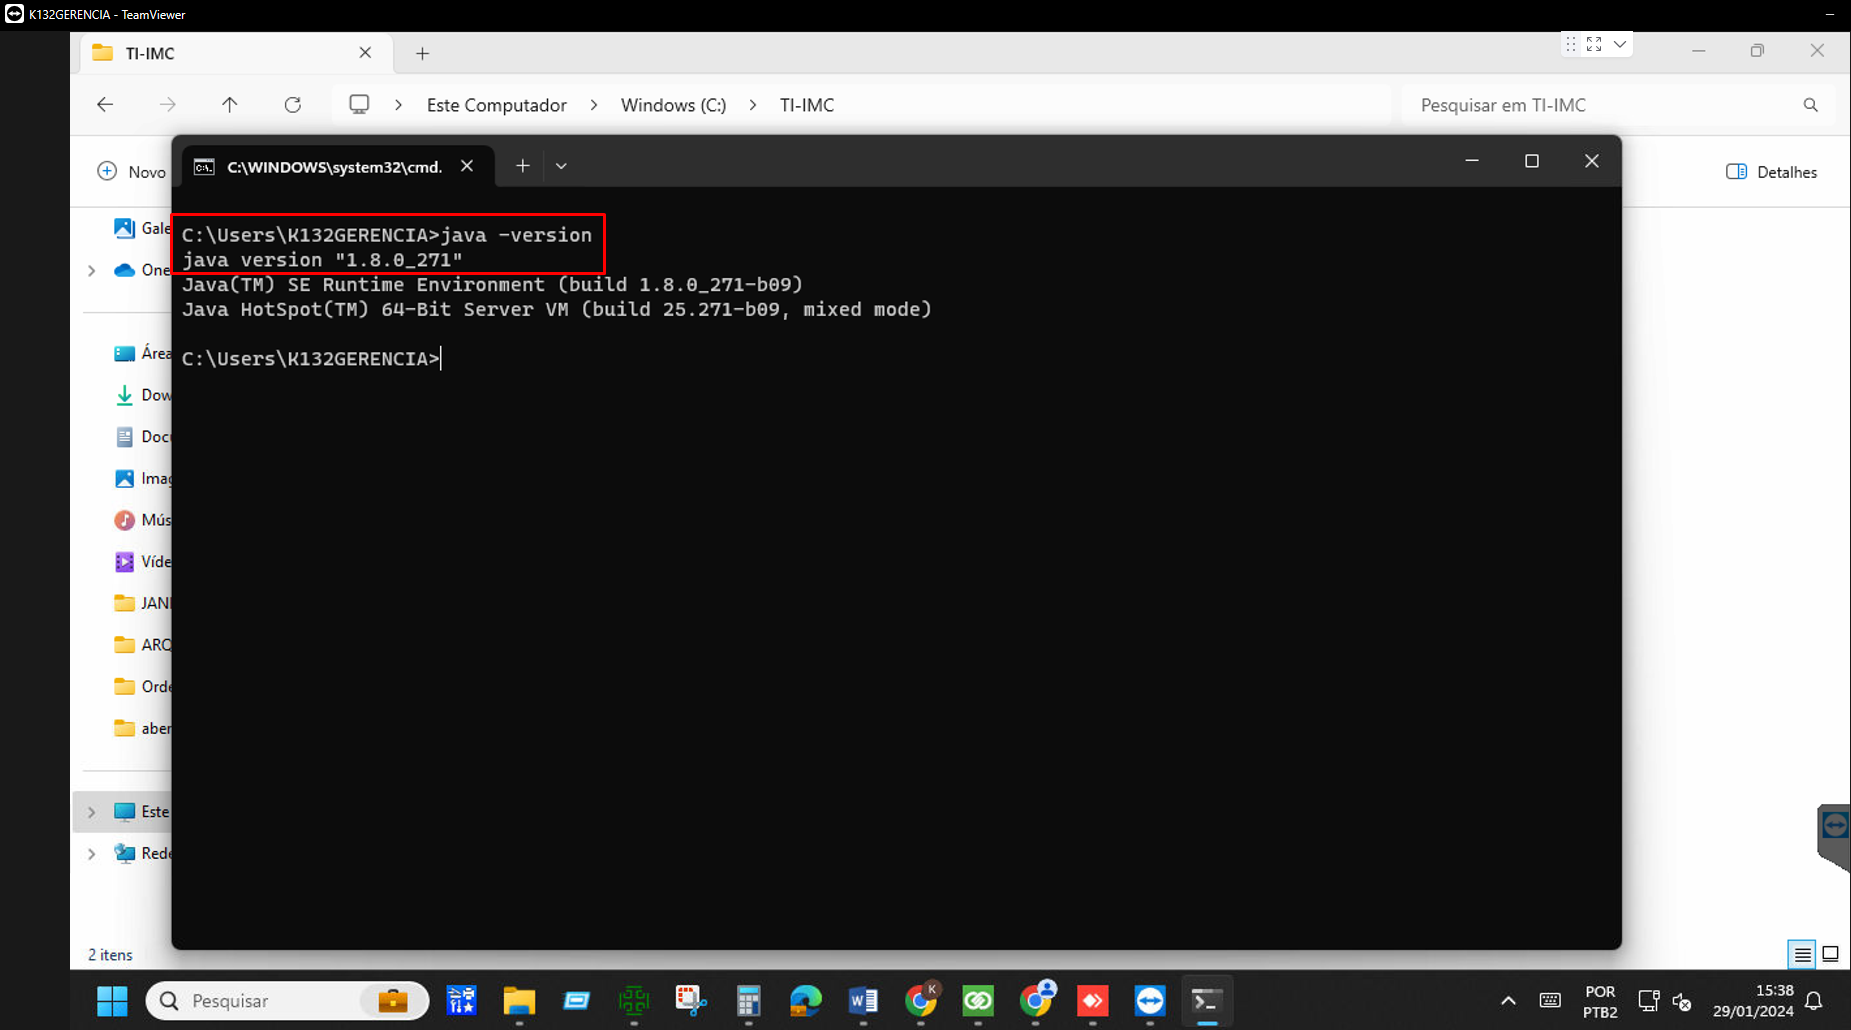 K132GERENCIA - TeamViewer
TI-IMC
Este Computador
Windows (C:)
TI-IMC
Pesquisar em TI-IMC
Novo
C:\WINDOWS\system32\cmd.
Detalhes
Gale
C:\Users\K132GERENCIA>java -version
java version "1.8.0_271"
One
Java(TM) SE Runtime Environment (build 1.8.0_271-b09)
Java HotSpot(TM) 64-Bit Server VM (build 25.271-b09, mixed mode)
C:\Users\K132GERENCIA>
Área
Dow
Docu
Imag
Mús
Víde
JAN
ARQ
Orde
aber
Este
Rede
2 itens
Pesquisar
K
POR
PTB2
15:38
29/01/2024